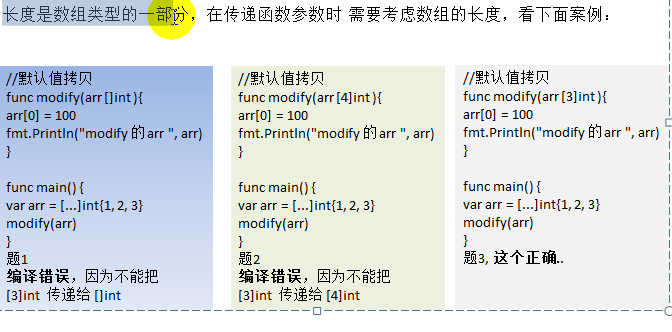 长度是数组类型的一部分，在传递函数参数时 需要考虑数组的长度，看下面案例：
//默认值拷贝
func modify(arr []int ){
arr[0] = 100
fmt.Println("modify 的arr ", arr)
}
func main() {
var arr = [...]int{1, 2, 3}
modify(arr)
}
题1
编译错误，因为不能把
[3]int 传递给 []int
//默认值拷贝
func modify(arr [4]int ){
arr[0] = 100
fmt.Println("modify 的arr ", arr)
}
func main() {
var arr = [...]int{1, 2, 3}
modify(arr)
}
题2
编译错误，因为不能把
[3]int 传递给 [4]int
//默认值拷贝
func modify(arr [3]int ){
arr[0] = 100
fmt.Println("modify 的arr ", arr)
}
func main() {
var arr = [...]int{1, 2, 3}
modify(arr)
}
题3, 这个正确..